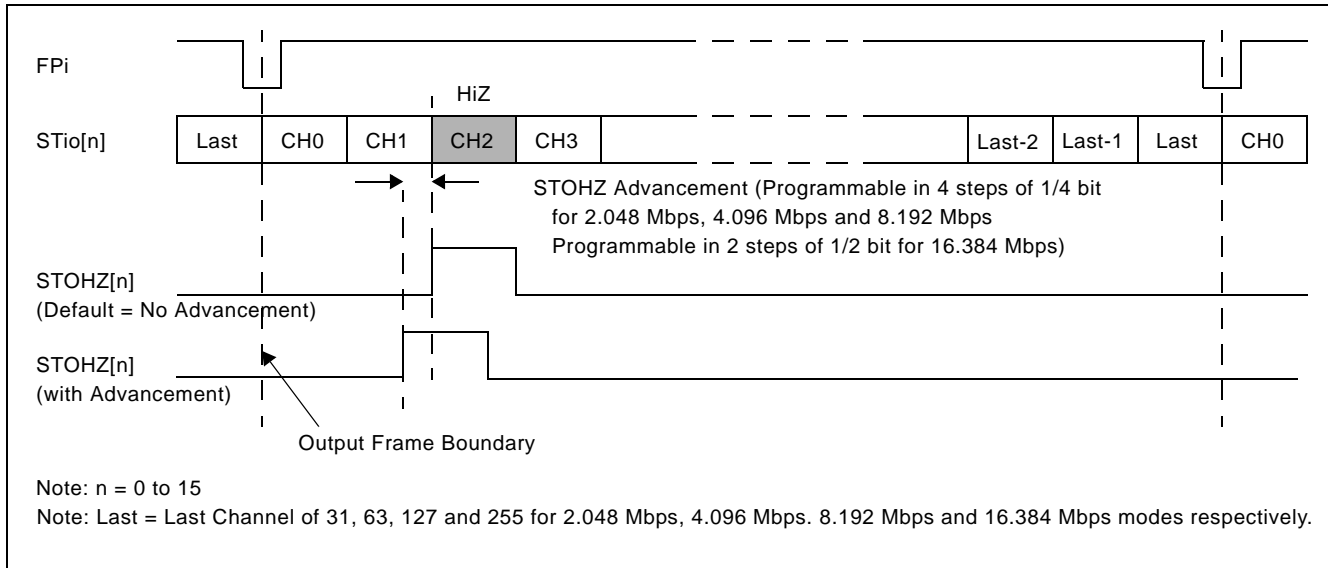 FPi
HiZ
STio[n] Last CH0 CH1 CH2 CH3 Last-2 Last-1 Last CH0
STOHZ Advancement (Programmable in 4 steps of 1/4 bit
for 2.048 Mbps, 4.096 Mbps and 8.192 Mbps
Programmable in 2 steps of 1/2 bit for 16.384 Mbps)
STOHZ[n]
(Default = No Advancement)
STOHZ[n]
(with Advancement)
Output Frame Boundary
Note: n = 0 to 15
Note: Last = Last Channel of 31, 63, 127 and 255 for 2.048 Mbps, 4.096 Mbps. 8.192 Mbps and 16.384 Mbps modes respectively.